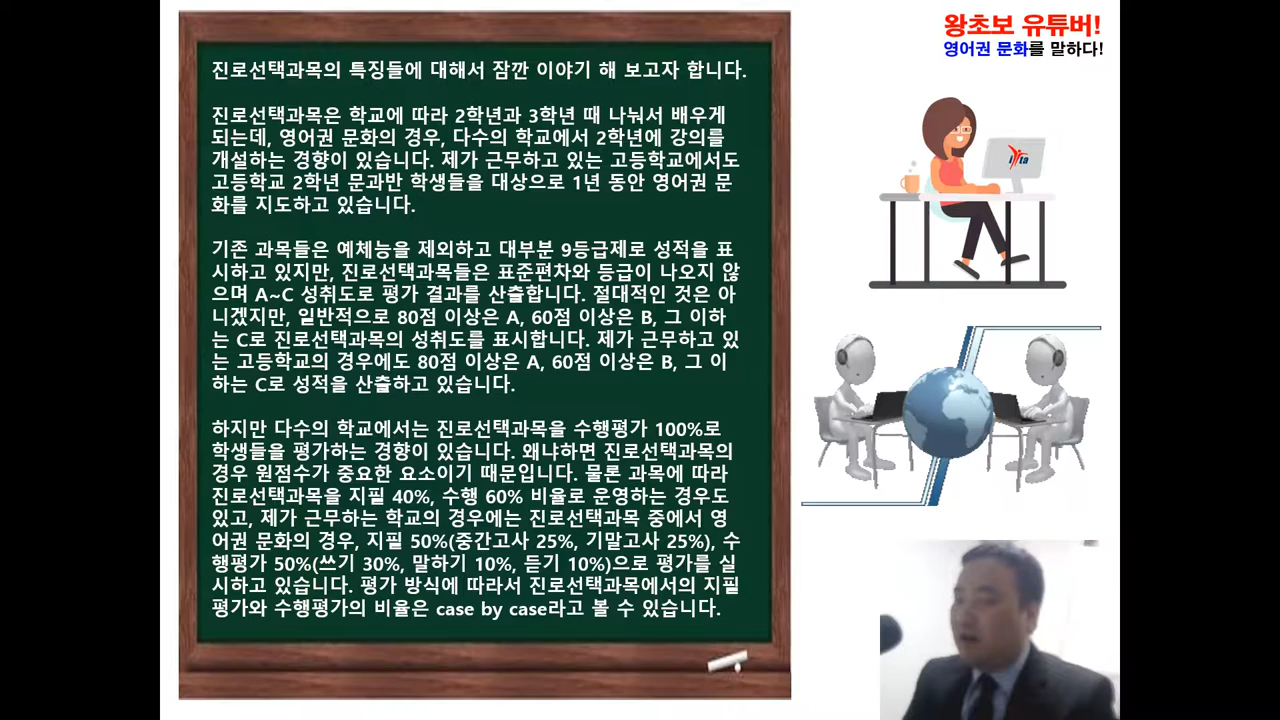 왕초보 유튜버!
영어권 문화를 말하다!
진로선택과목의 특징들에 대해서 잠깐 이야기 해 보고자 합니다.
진로선택과목은 학교에 따라 2학년과 3학년 때 나눠서 배우게
되는데, 영어권 문화의 경우, 다수의 학교에서 2학년에 강의를
개설하는 경향이 있습니다. 제가 근무하고 있는 고등학교에서도
고등학교 2학년 문과반 학생들을 대상으로 1년 동안 영어권 문
화를 지도하고 있습니다.
기존 과목들은 예체능을 제외하고 대부분 9등급제로 성적을 표
시하고 있지만, 진로선택과목들은 표준편차와 등급이 나오지 않
으며 A~C 성취도로 평가 결과를 산출합니다. 절대적인 것은 아
니겠지만, 일반적으로 80점 이상은 A, 60점 이상은 B, 그 이하
는 C로 진로선택과목의 성취도를 표시합니다. 제가 근무하고 있
는 고등학교의 경우에도 80점 이상은 A, 60점 이상은 B, 그 이
하는 C로 성적을 산출하고 있습니다.
하지만 다수의 학교에서는 진로선택과목을 수행평가 100%로
학생들을 평가하는 경향이 있습니다. 왜냐하면 진로선택과목의
경우 원점수가 중요한 요소이기 때문입니다. 물론 과목에 따라
진로선택과목을 지필 40%, 수행 60% 비율로 운영하는 경우도
있고, 제가 근무하는 학교의 경우에는 진로선택과목 중에서 영
어권 문화의 경우, 지필 50%(중간고사 25%, 기말고사 25%), 수
행평가 50%(쓰기 30%, 말하기 10%, 듣기 10%)으로 평가를 실
시하고 있습니다. 평가 방식에 따라서 진로선택과목에서의 지필
평가와 수행평가의 비율은 case by case라고 볼 수 있습니다.